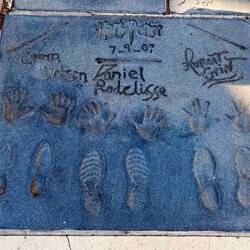 7-9-07
Emma
Watson
Daniel
Radcliffe
Rupert
Grint